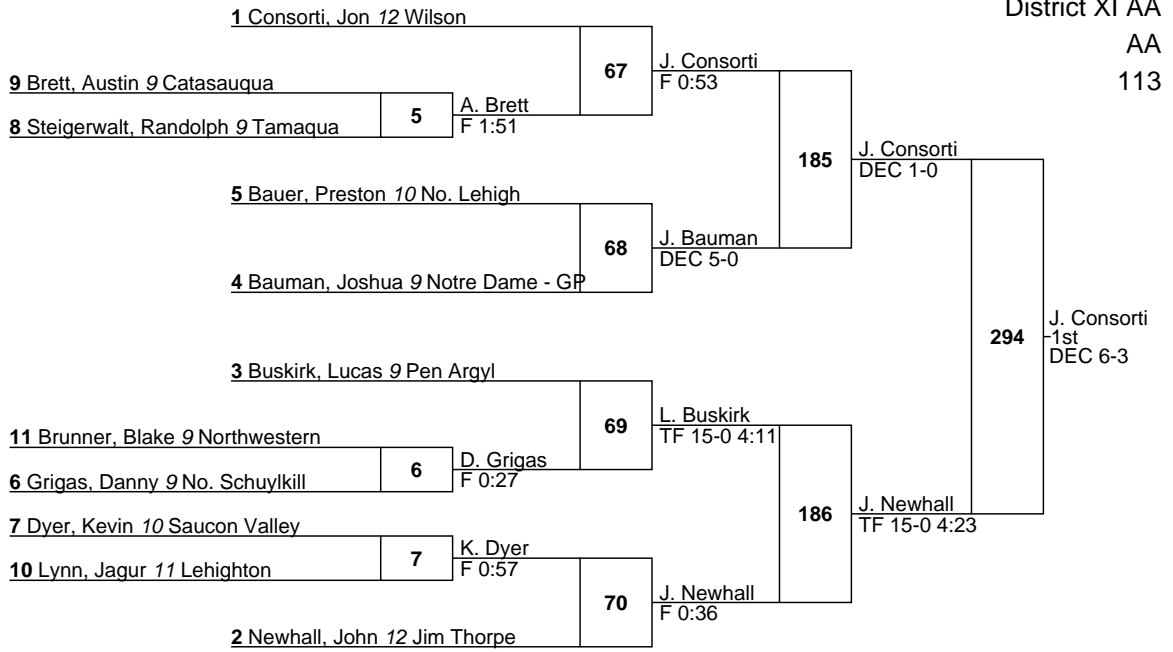 District XI AA
AA
113
1 Consorti, Jon 12 Wilson
67
J. Consorti
F 0:53
9 Brett, Austin 9 Catasauqua
5
A. Brett
F 1:51
8 Steigerwalt, Randolph 9 Tamaqua
185
J. Consorti
DEC 1-0
5 Bauer, Preston 10 No. Lehigh
68
J. Bauman
DEC 5-0
4 Bauman, Joshua 9 Notre Dame - GP
294
J. Consorti
1st
DEC 6-3
3 Buskirk, Lucas 9 Pen Argyl
69
L. Buskirk
TF 15-0 4:11
11 Brunner, Blake 9 Northwestern
6
D. Grigas
F 0:27
6 Grigas, Danny 9 No. Schuylkill
186
J. Newhall
TF 15-0 4:23
7 Dyer, Kevin 10 Saucon Valley
7
K. Dyer
F 0:57
10 Lynn, Jagur 11 Lehighton
70
J. Newhall
F 0:36
2 Newhall, John 12 Jim Thorpe